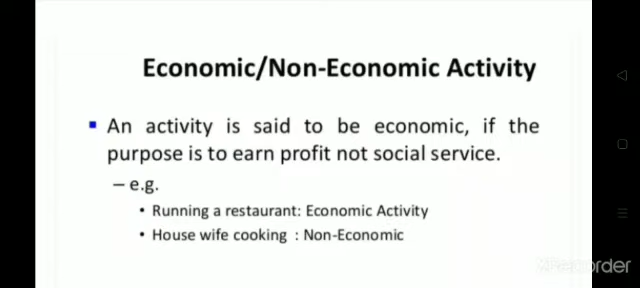 Economic/Non-Economic Activity
▪ An activity is said to be economic, if the
purpose is to earn profit not social service.
– e.g.
• Running a restaurant: Economic Activity
• House wife cooking : Non-Economic